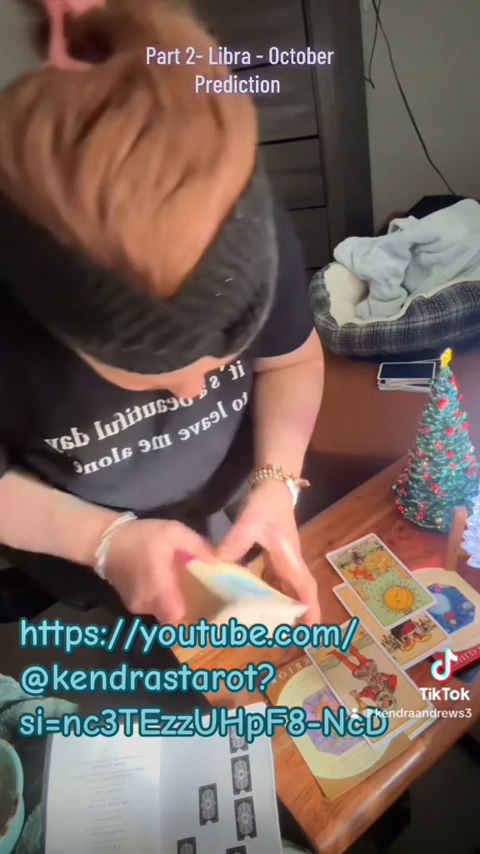 Part 2- Libra - October
Prediction
it's a beautiful day
to leave me alone
https://youtube.com/
@kendrastarot?
si=nc3TEzzUHpF8-NcD
TikTok
@kendraandrews3